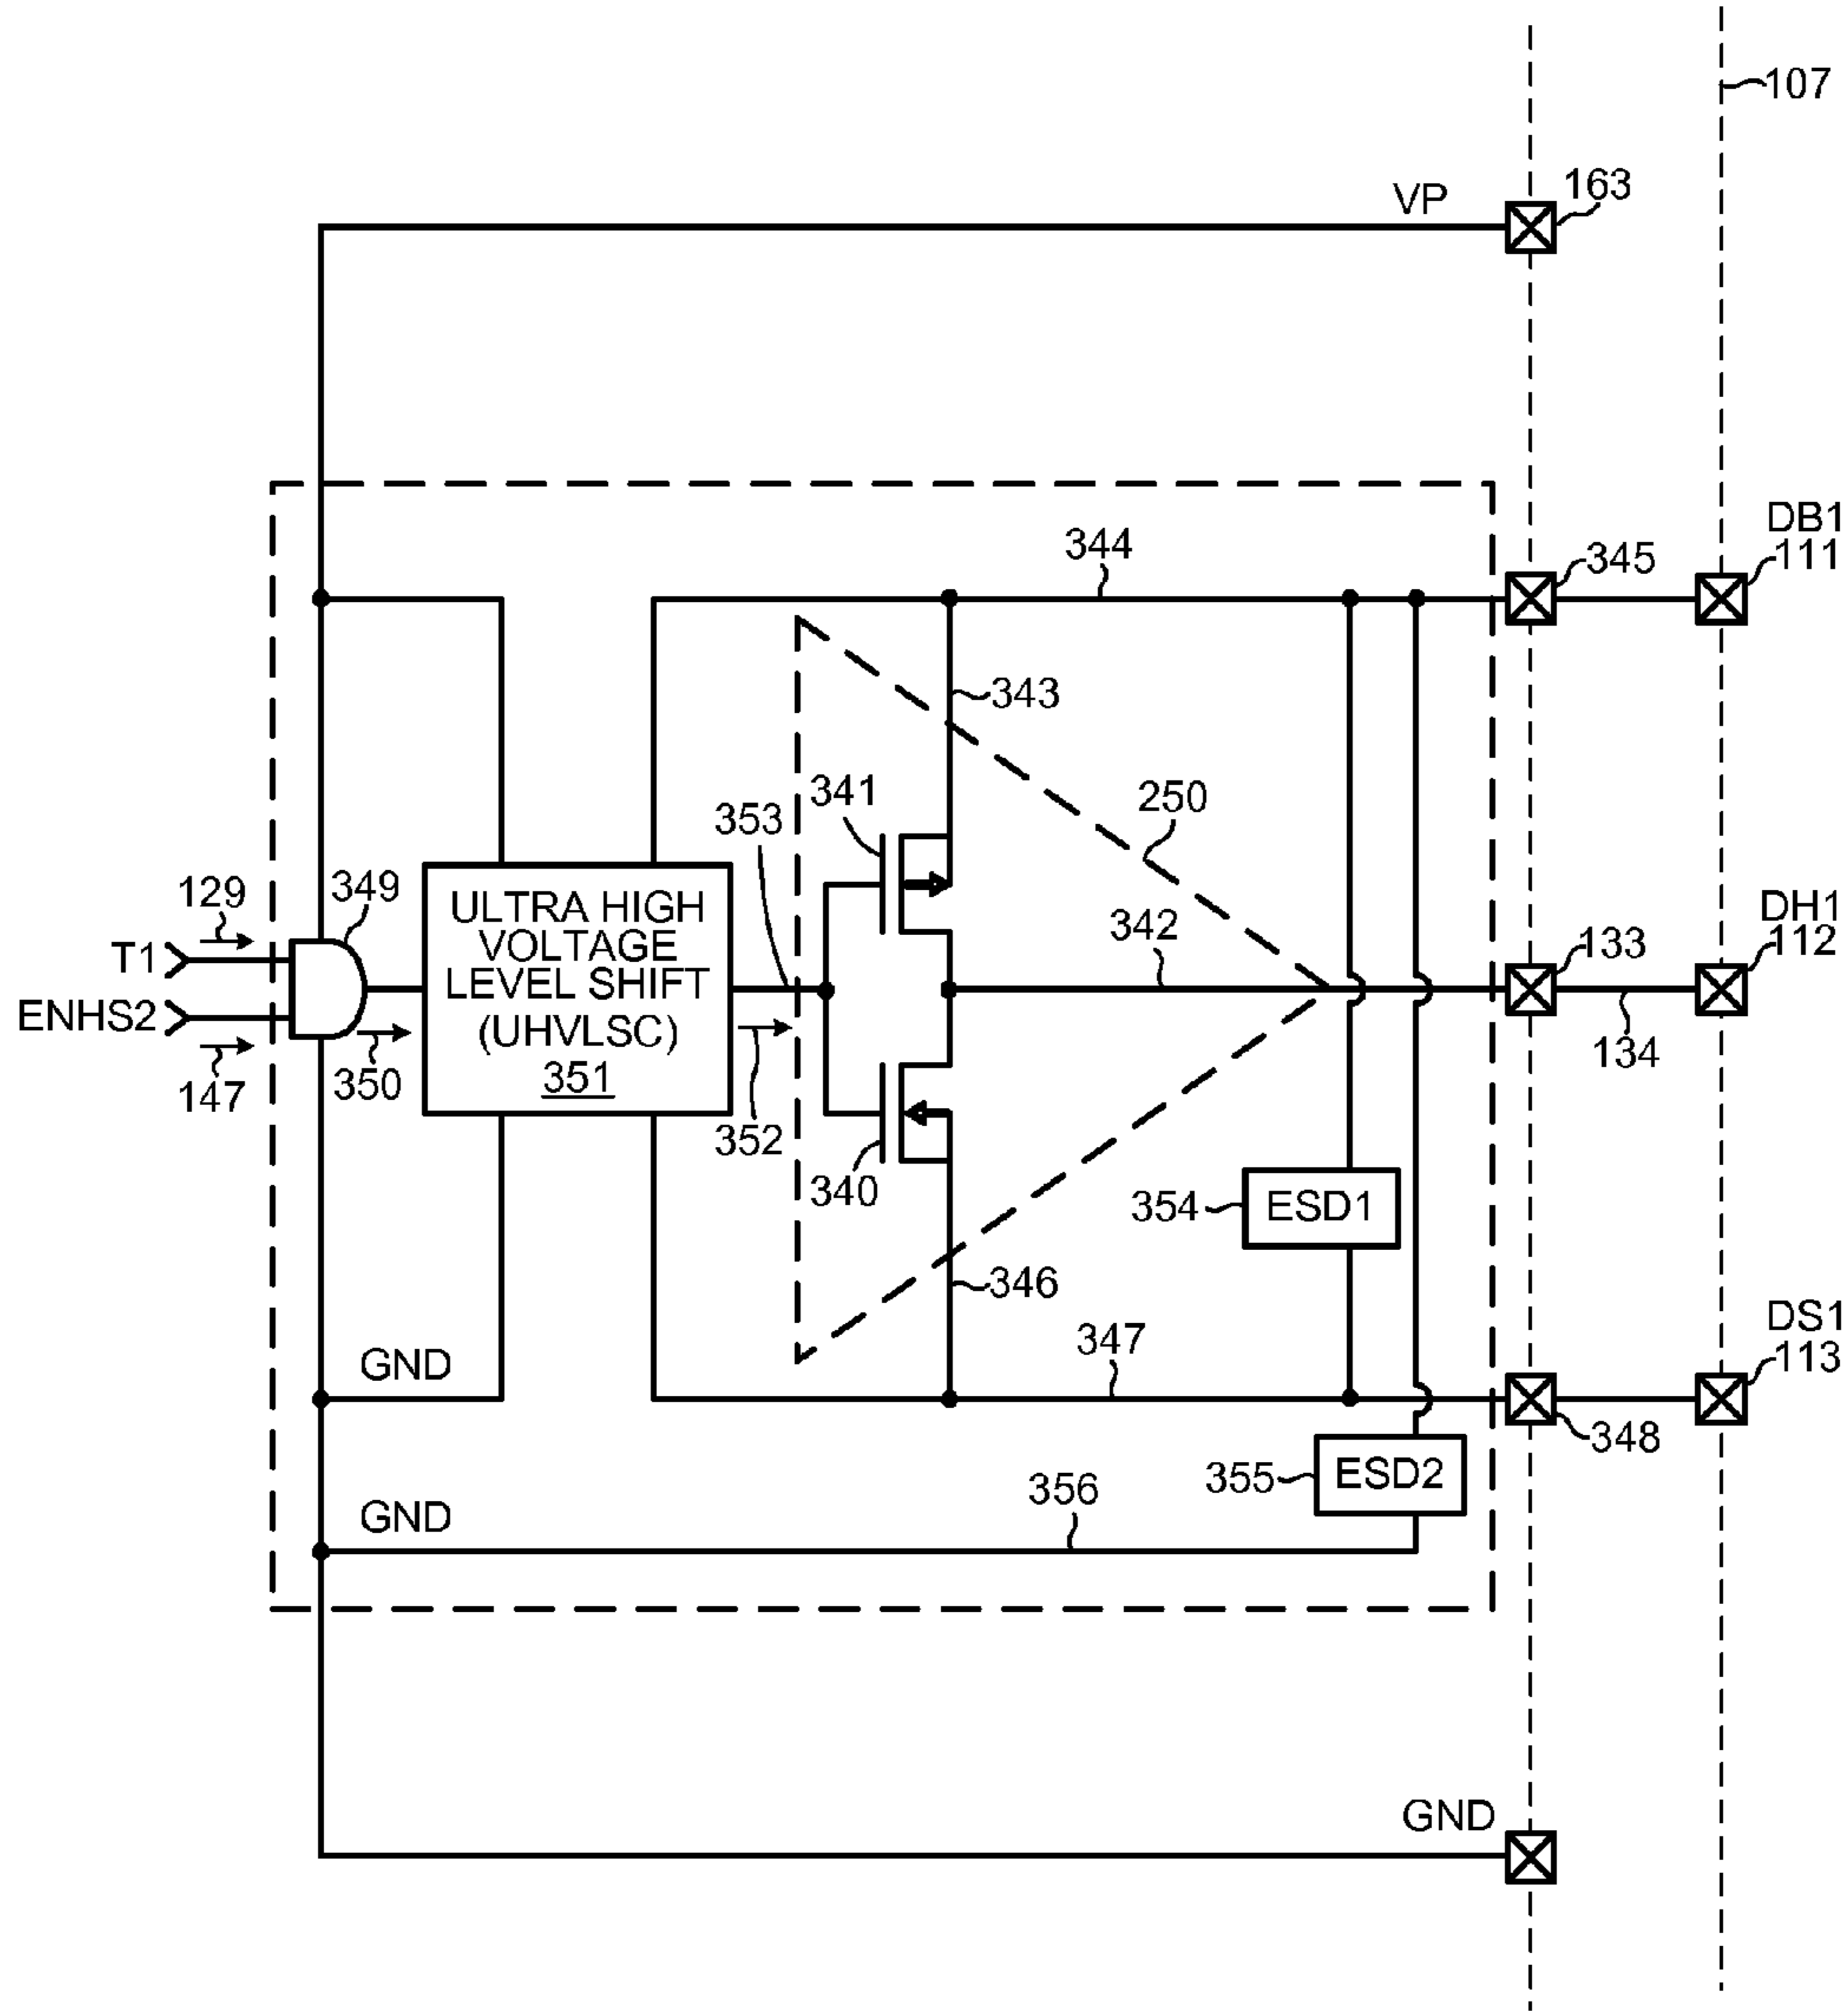 107
VP
163
DB1
111
344
345
343
341
250
353
DH1
112
129
349
ULTRA HIGH
VOLTAGE
LEVEL SHIFT
(UHVLSC)
351
342
133
T1
ENHS2
147
350
352
134
340
354
ESD1
346
DS1
113
347
GND
348
355
ESD2
356
GND
GND